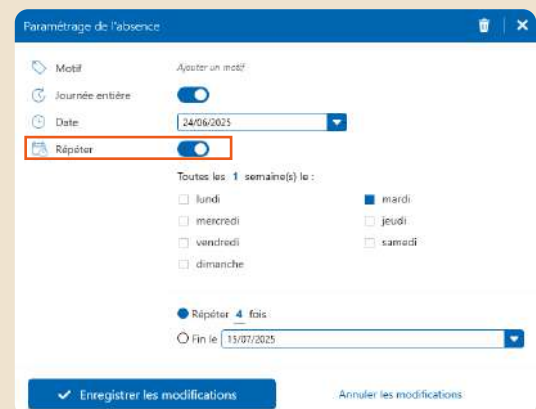 Paramétrage de l'absence
Motif Ajouter un motif
Journée entière
Date 24/06/2025
Répéter
Toutes les 1 semaine(s) le :
lundi mardi
mercredi jeudi
vendredi samedi
dimanche
Répéter 4 fois
Fin le 15/07/2025
Enregistrer les modifications Annuler les modifications